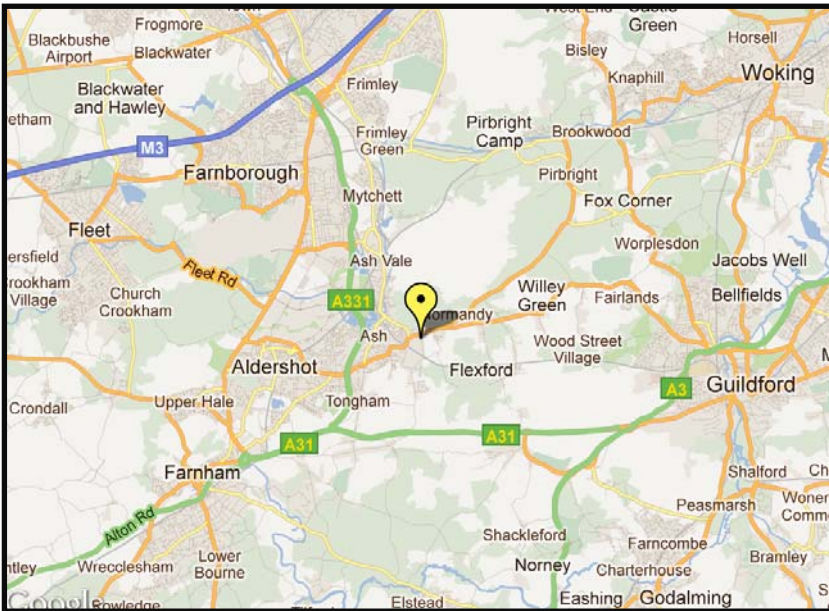 Frogmore
Blackbushe
Airport
Blackwater
Green
Bisley
Horsell
Woking
Knaphill
Blackwater
and Hawley
Frimley
Pirbright
Camp
Brookwood
M3
Frimley
Green
Farnborough
Pirbright
Mytchett
Fox Corner
Fleet
Worplesdon
Jacobs Well
Ash Vale
Fleet Rd
Church
Crookham
Village
A331
Willey
Green
Fairlands
Bellfields
Ash
Wood Street
Village
Aldershot
Flexford
A3
Guildford
Crondall
Upper Hale
Tongham
A31
A31
Farnham
Shalford
Peasmarsh
Alton Rd
Shackleford
Farncombe
Bramley
Wrecclesham
Lower
Bourne
Norney
Charterhouse
Elstead
Eashing
Godalming
Google